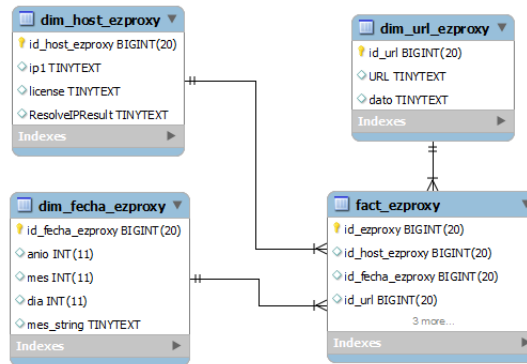 dim_host_ezproxy
id_host_ezproxy BIGINT(20)
ip1 TINYTEXT
license TINYTEXT
ResolveIPResult TINYTEXT
Indexes
dim_url_ezproxy
id_url BIGINT(20)
URL TINYTEXT
dato TINYTEXT
Indexes
dim_fecha_ezproxy
id_fecha_ezproxy BIGINT(20)
anio INT(11)
mes INT(11)
dia INT(11)
mes_string TINYTEXT
Indexes
fact_ezproxy
id_ezproxy BIGINT(20)
id_host_ezproxy BIGINT(20)
id_fecha_ezproxy BIGINT(20)
id_url BIGINT(20)
3 more...
Indexes